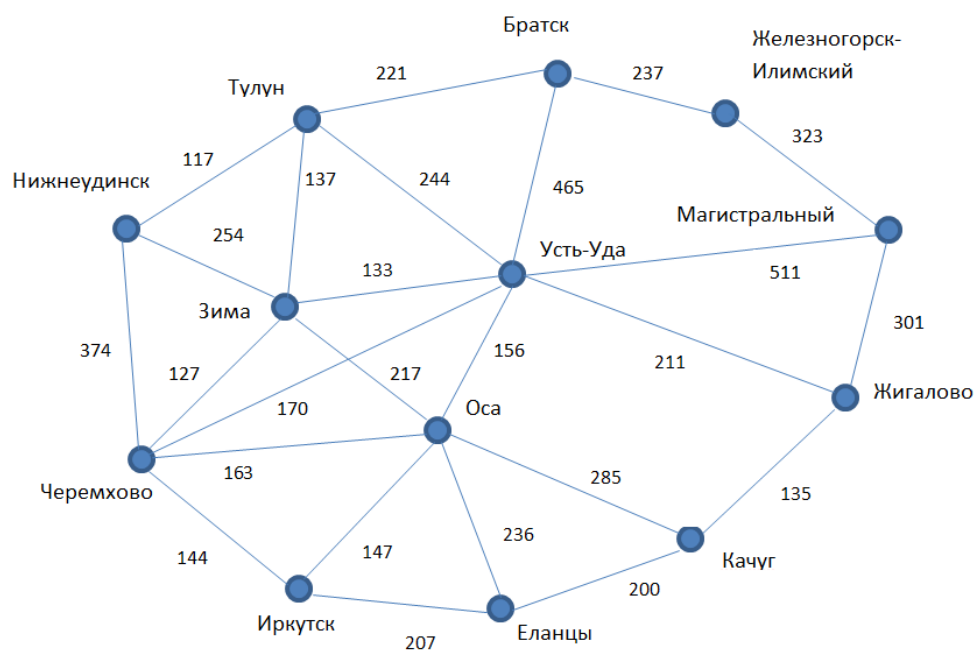 Братск
Железногорск-
Илимский
221
237
Тулун
323
117
137
244
465
Нижнеудинск
254
Магистральный
Усть-Уда
133
511
Зима
301
374
127
217
156
211
170
Оса
Жигалово
163
285
Черемхово
135
144
147
236
Качуг
200
Иркутск
207
Еланцы